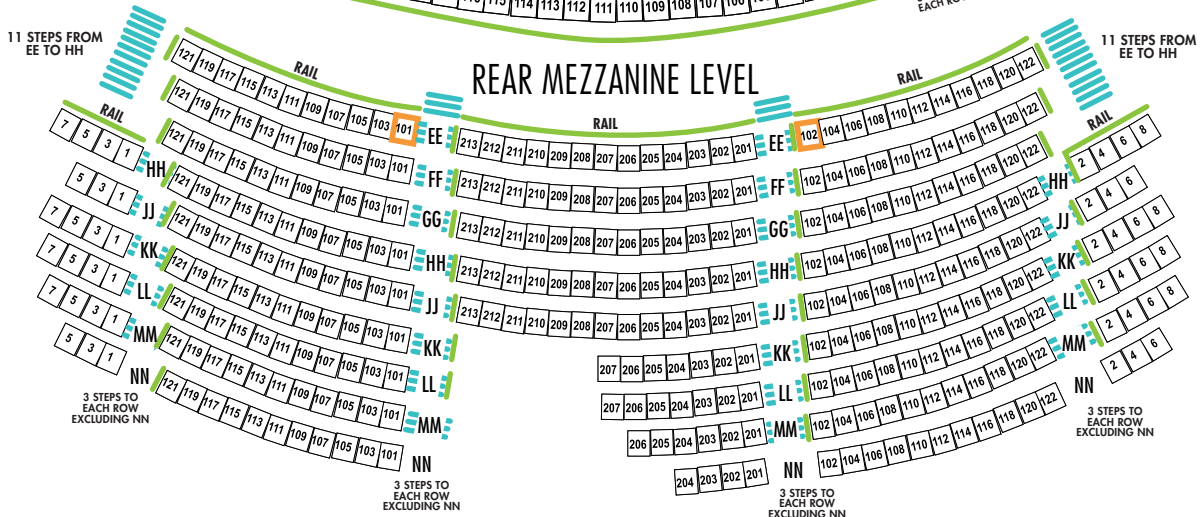 115 114 113 112 111 110 109 108 107 106
EACH ROW
11 STEPS FROM
EE TO HH
REAR MEZZANINE LEVEL
11 STEPS FROM
EE TO HH
RAIL
RAIL
RAIL
RAIL
RAIL
121 119 117 115 113 111 109 107 105 103 101 EE 213 212 211 210 209 208 207 206 205 204 203 202 201 EE 102 104 106 108 110 112 114 116 118 120 122
121 119 117 115 113 111 109 107 105 103 101 FF 213 212 211 210 209 208 207 206 205 204 203 202 201 FF 102 104 106 108 110 112 114 116 118 120 122
121 119 117 115 113 111 109 107 105 103 101 GG 213 212 211 210 209 208 207 206 205 204 203 202 201 GG 102 104 106 108 110 112 114 116 118 120 122
7 5 3 1 HH 121 119 117 115 113 111 109 107 105 103 101 HH 213 212 211 210 209 208 207 206 205 204 203 202 201 HH 102 104 106 108 110 112 114 116 118 120 122 HH 2 4 6 8
5 3 1 JJ 121 119 117 115 113 111 109 107 105 103 101 JJ 213 212 211 210 209 208 207 206 205 204 203 202 201 JJ 102 104 106 108 110 112 114 116 118 120 122 JJ 2 4 6
7 5 3 1 KK 121 119 117 115 113 111 109 107 105 103 101 KK 207 206 205 204 203 202 201 KK 102 104 106 108 110 112 114 116 118 120 122 KK 2 4 6 8
7 5 3 1 LL 121 119 117 115 113 111 109 107 105 103 101 LL 207 206 205 204 203 202 201 LL 102 104 106 108 110 112 114 116 118 120 122 LL 2 4 6 8
7 5 3 1 MM 121 119 117 115 113 111 109 107 105 103 101 MM 206 205 204 203 202 201 MM 102 104 106 108 110 112 114 116 118 120 122 MM 2 4 6 8
5 3 1 NN 121 119 117 115 113 111 109 107 105 103 101 NN 204 203 202 201 NN 102 104 106 108 110 112 114 116 118 120 122 NN 2 4 6
3 STEPS TO
EACH ROW
EXCLUDING NN
3 STEPS TO
EACH ROW
EXCLUDING NN
3 STEPS TO
EACH ROW
EXCLUDING NN
3 STEPS TO
EACH ROW
EXCLUDING NN